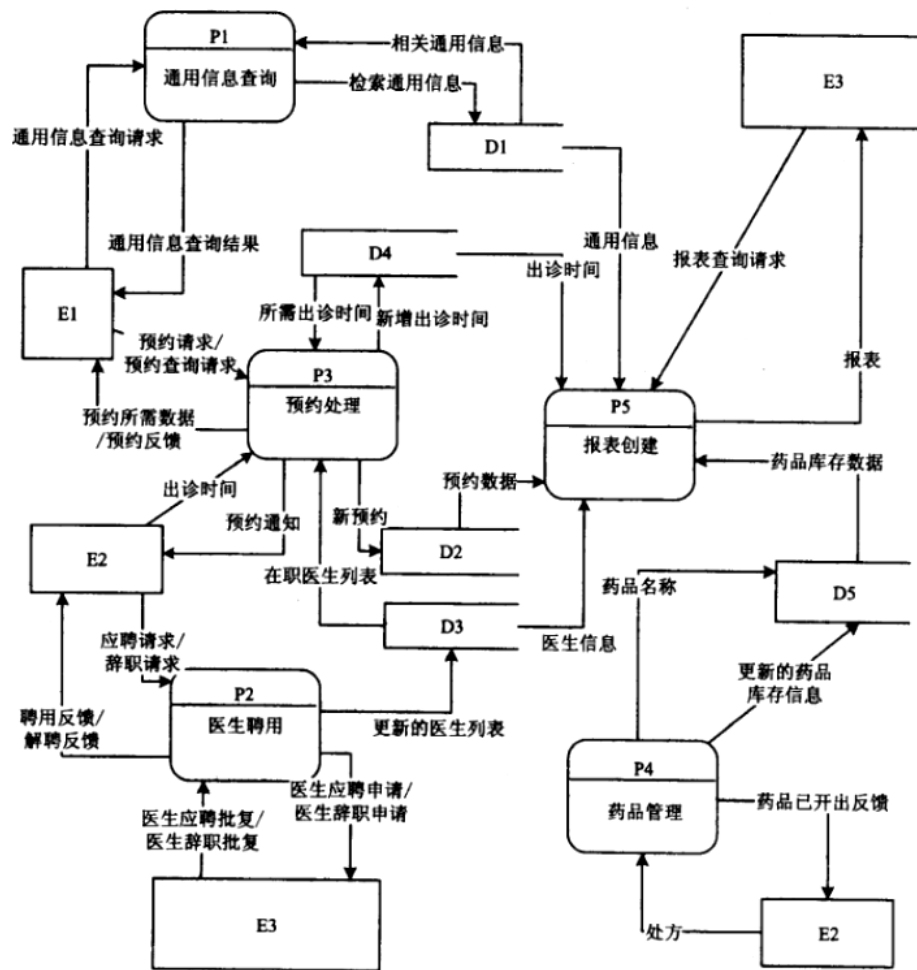 P1
通用信息查询
相关通用信息
检索通用信息
E3
通用信息查询请求
D1
通用信息查询结果
D4
通用信息
出诊时间
报表查询请求
E1
所需出诊时间
新增出诊时间
预约请求/
预约查询请求
P3
预约处理
报表
预约所需数据
/预约反馈
P5
报表创建
药品库存数据
出诊时间
预约通知
新预约
预约数据
E2
D2
在职医生列表
药品名称
D5
D3
医生信息
应聘请求/
辞职请求
更新的药品
库存信息
P2
医生聘用
聘用反馈/
解聘反馈
更新的医生列表
P4
药品管理
药品已开出反馈
医生应聘申请/
医生辞职申请
医生应聘批复/
医生辞职批复
E3
处方
E2